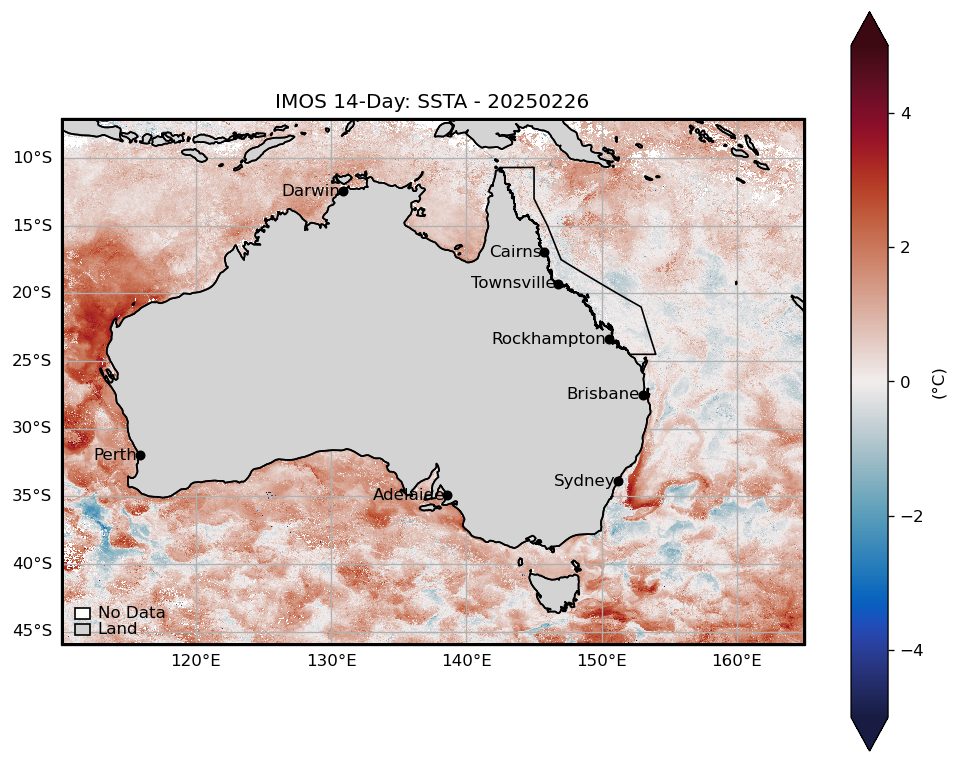 IMOS 14-Day: SSTA - 20250226
10°S
15°S
20°S
25°S
30°S
35°S
40°S
45°S
Darwin
Cairns
Townsville
Rockhampton
Brisbane
Perth
Sydney
Adelaide
No Data
Land
120°E 130°E 140°E 150°E 160°E
4
2
0
−2
−4
(°C)